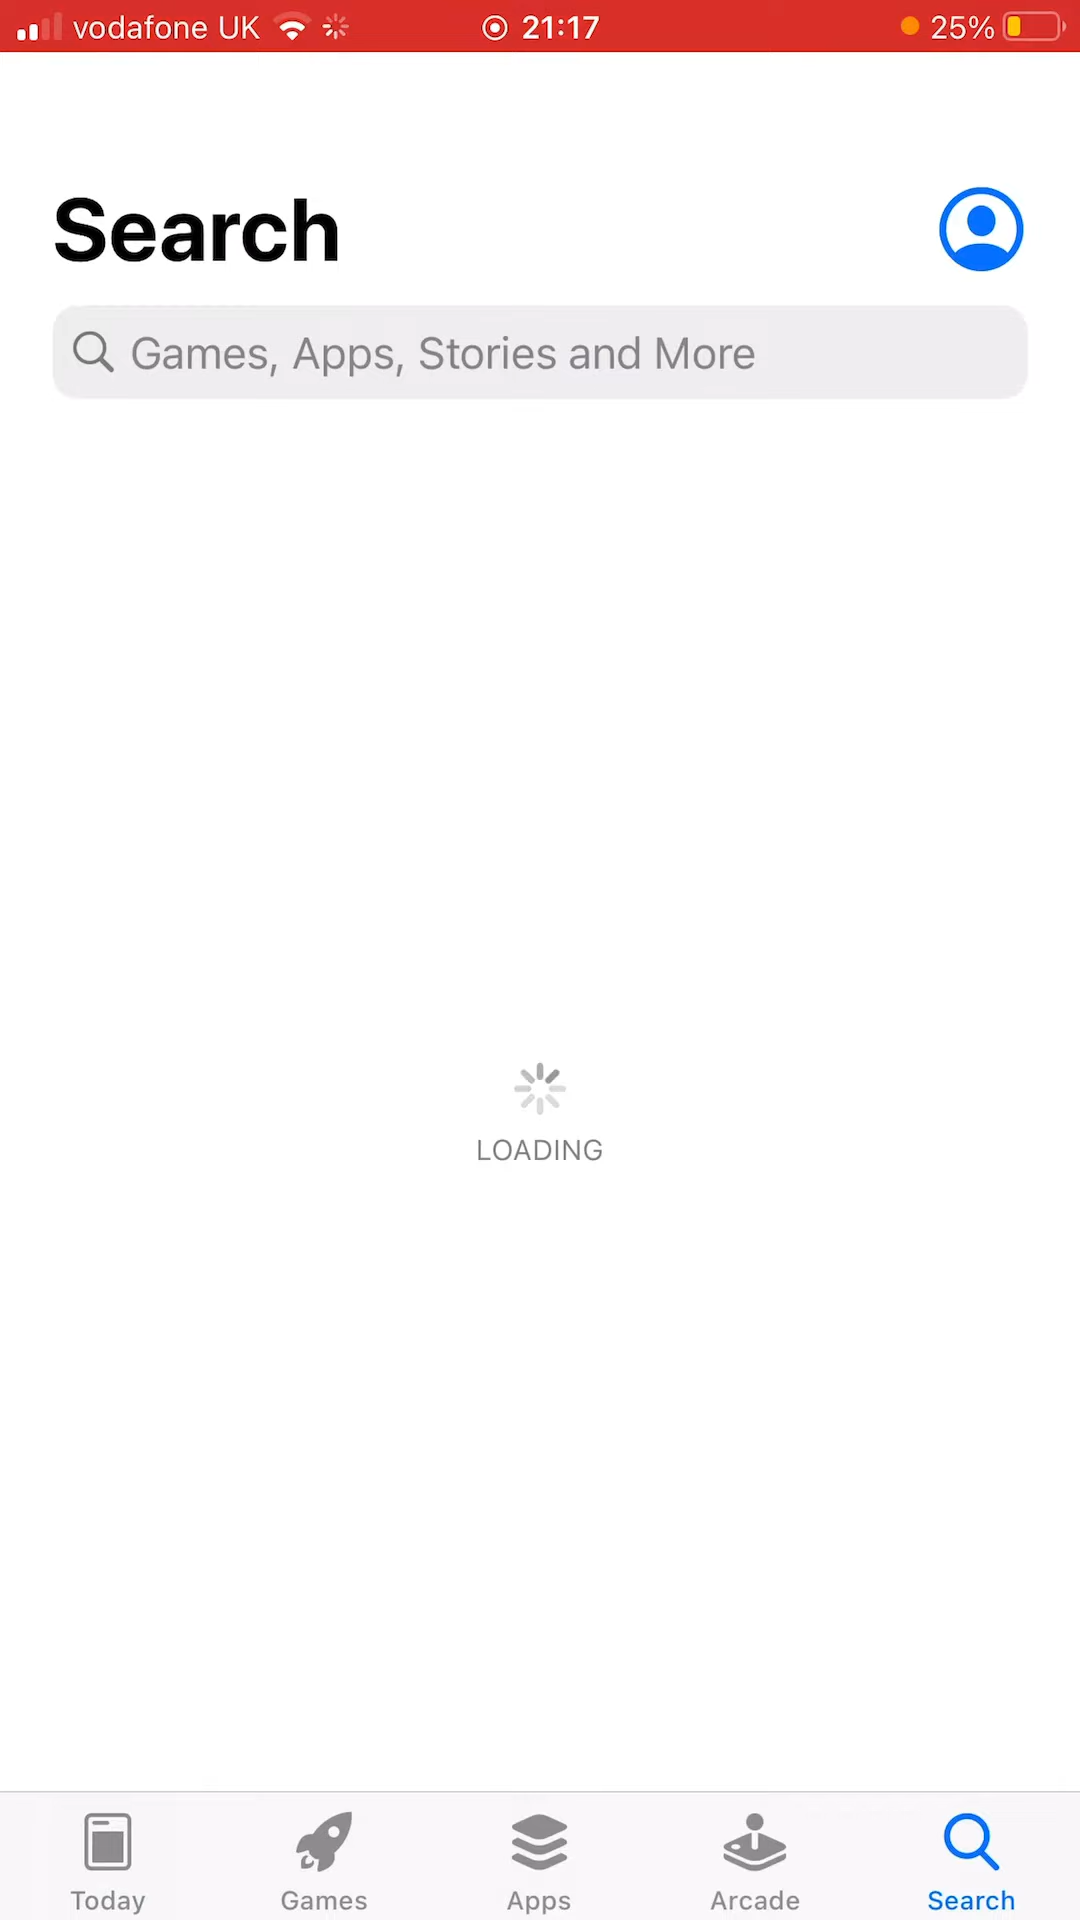 vodafone UK 21:17 25%
Search
Games, Apps, Stories and More
LOADING
Today Games Apps Arcade Search